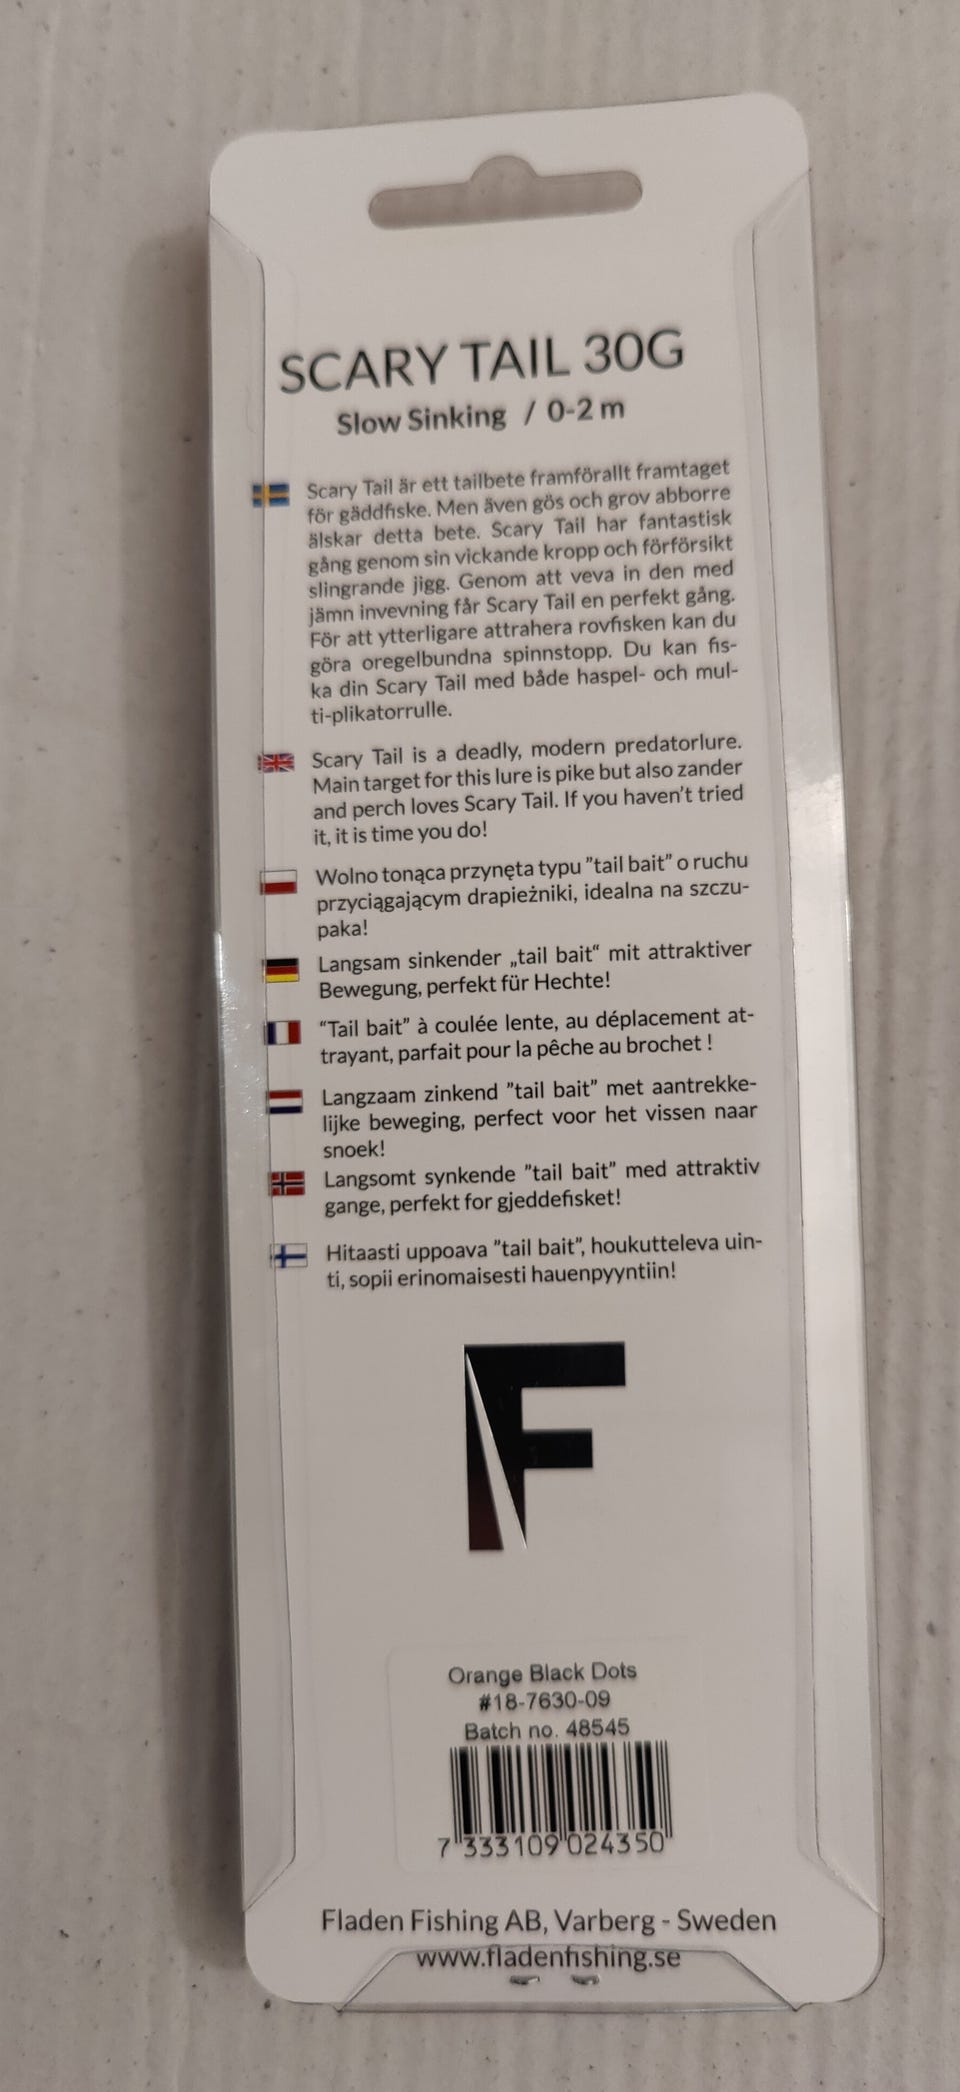 SCARY TAIL 30G
Slow Sinking / 0-2 m
Scary Tail är ett tailbete framförallt framtaget
för gäddfiske. Men även gös och grov abborre
älskar detta bete. Scary Tail har fantastisk
gång genom sin vickande kropp och förförsikt
slingrande jigg. Genom att veva in den med
jämn invevning får Scary Tail en perfekt gång.
För att ytterligare attrahera rovfisken kan du
göra oregelbundna spinnstopp. Du kan fis-
ka din Scary Tail med både haspel- och mul-
ti-plikatorrulle.
Scary Tail is a deadly, modern predatorlure.
Main target for this lure is pike but also zander
and perch loves Scary Tail. If you haven't tried
it, it is time you do!
Wolno tonąca przynęta typu ”tail bait” o ruchu
przyciągającym drapieżniki, idealna na szczu-
paka!
Langsam sinkender „tail bait“ mit attraktiver
Bewegung, perfekt für Hechte!
“Tail bait” à coulée lente, au déplacement at-
trayant, parfait pour la pêche au brochet !
Langzaam zinkend ”tail bait” met aantrekke-
lijke beweging, perfect voor het vissen naar
snoek!
Langsomt synkende ”tail bait” med attraktiv
gange, perfekt for gjeddefisket!
Hitaasti uppoava ”tail bait”, houkutteleva uin-
ti, sopii erinomaisesti hauenpyyntiin!
F
Orange Black Dots
#18-7630-09
Batch no. 48545
7 333109 024350
Fladen Fishing AB, Varberg - Sweden
www.fladenfishing.se